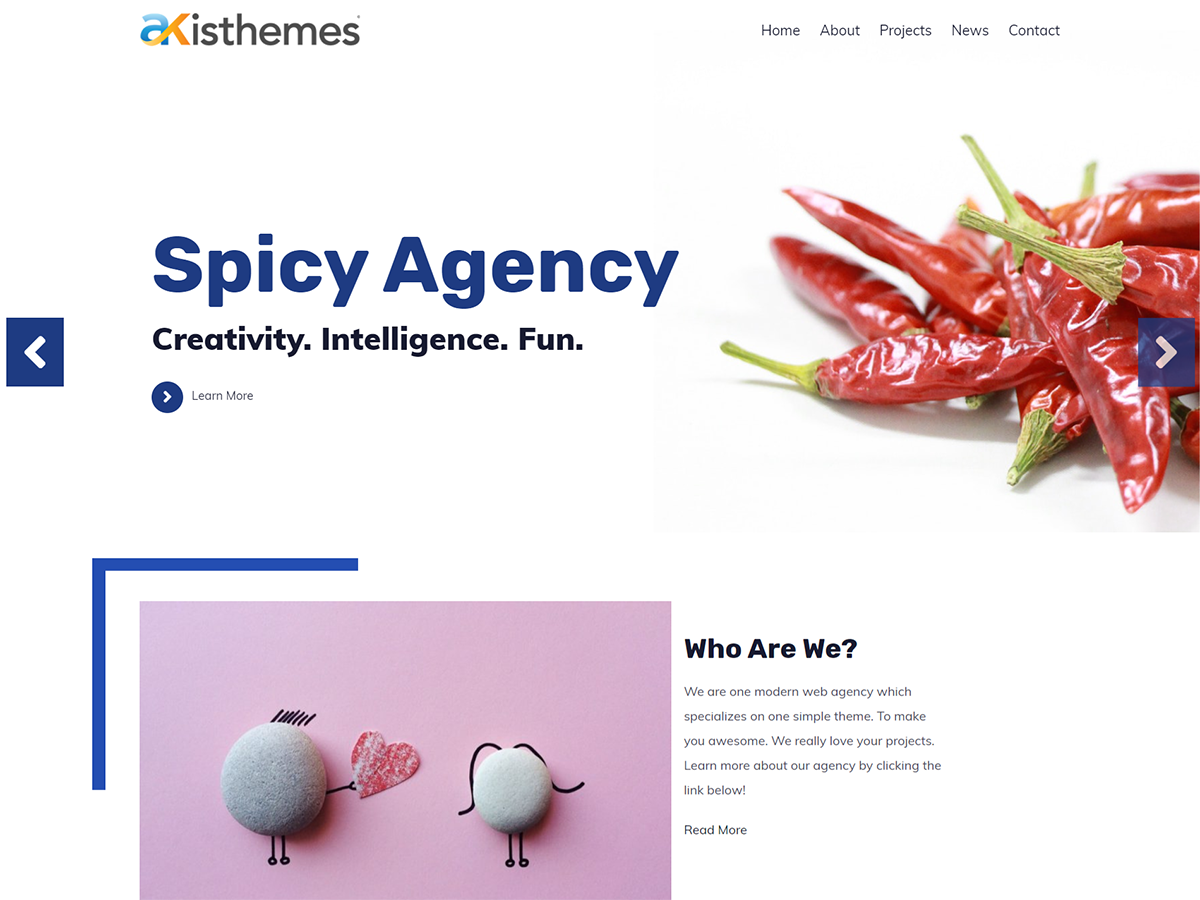 aKisthemes
Home About Projects News Contact
Spicy Agency
Creativity. Intelligence. Fun.
Learn More
Who Are We?
We are one modern web agency which
specializes on one simple theme. To make
you awesome. We really love your projects.
Learn more about our agency by clicking the
link below!
Read More